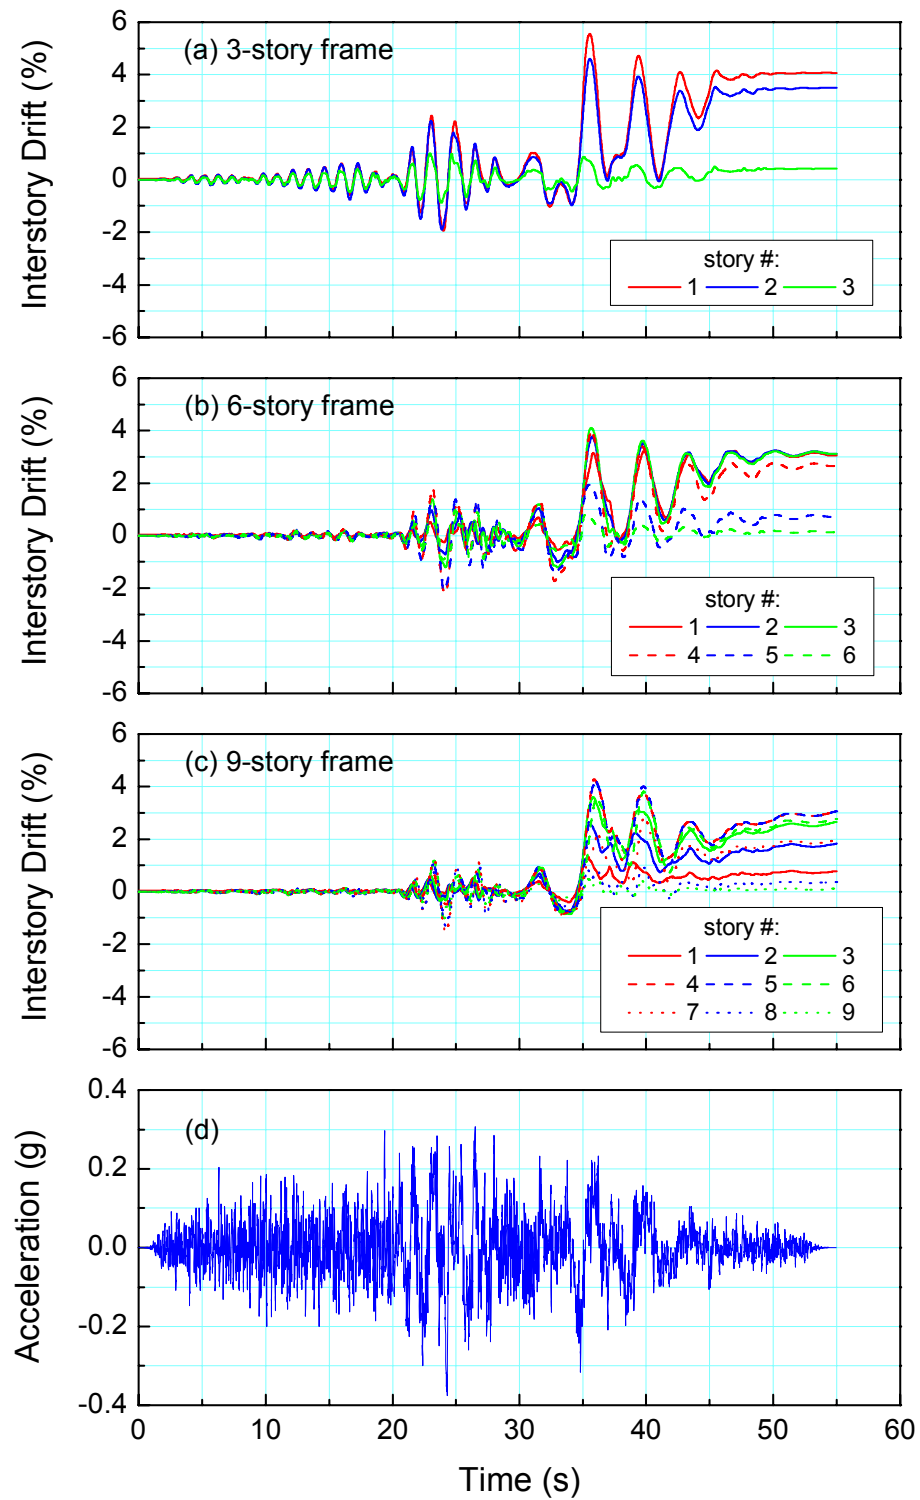 Interstory Drift (%)
6
4
2
0
-2
-4
-6
(a) 3-story frame
story #:
1 2 3
Interstory Drift (%)
6
4
2
0
-2
-4
-6
(b) 6-story frame
story #:
1 2 3
4 5 6
Interstory Drift (%)
6
4
2
0
-2
-4
-6
(c) 9-story frame
story #:
1 2 3
4 5 6
7 8 9
Acceleration (g)
0.4
0.2
0.0
-0.2
-0.4
(d)
0 10 20 30 40 50 60
Time (s)